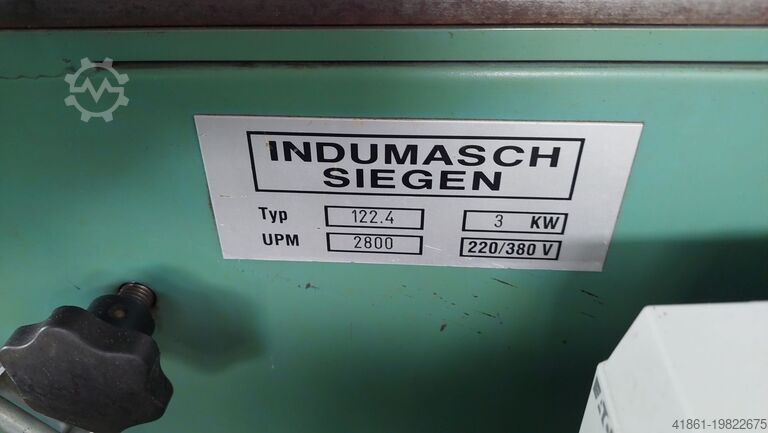 INDUMASCH
SIEGEN
Typ 122.4 3 KW
UPM 2800 220/380 V
41861-19822675